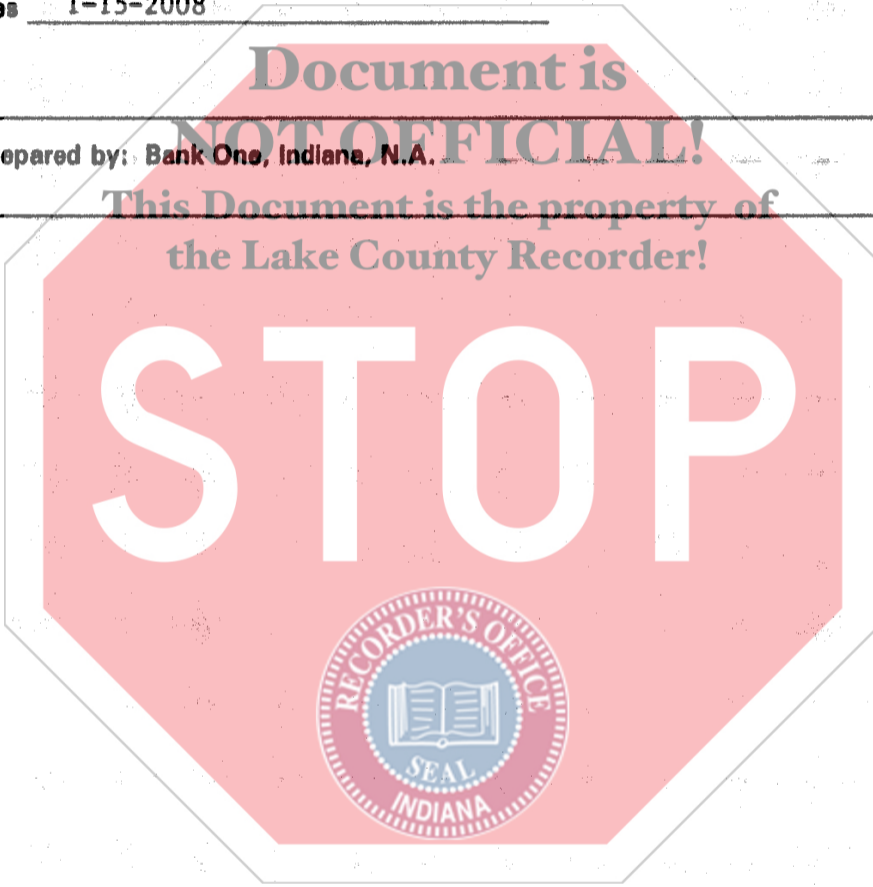 1-15-2008
Document is
NOT OFFICIAL!
epared by: Bank One, Indiana, N.A.
This Document is the property of
the Lake County Recorder!
STOP
RECORDER'S OFFICE
SEAL
INDIANA